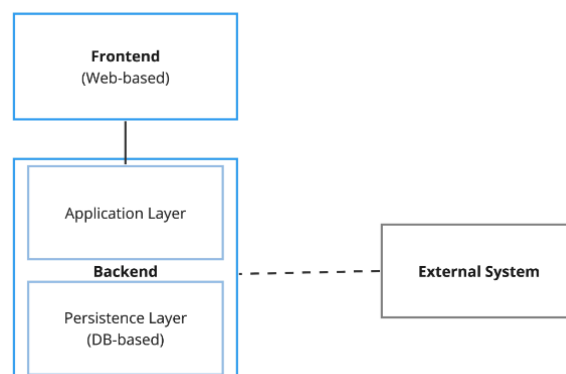 Frontend
(Web-based)
Application Layer
Backend
External System
Persistence Layer
(DB-based)